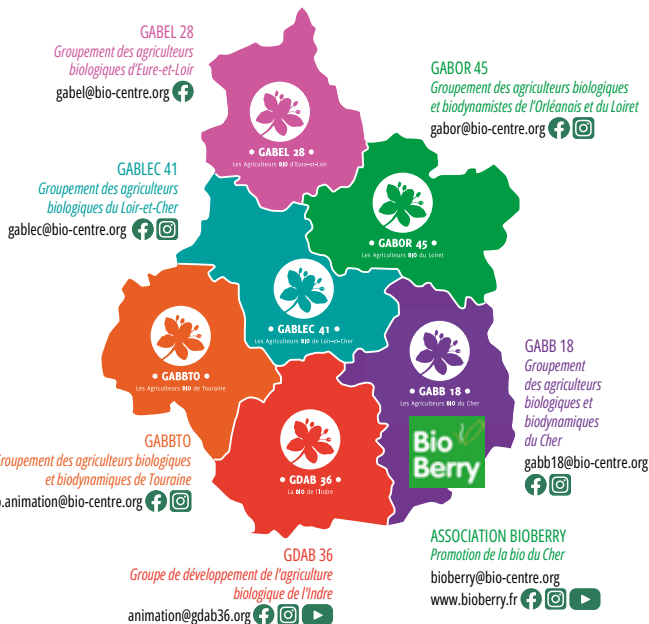 GABEL 28
Groupement des agriculteurs
biologiques d'Eure-et-Loir
gabel@bio-centre.org
GABOR 45
Groupement des agriculteurs biologiques
et biodynamistes de l'Orléanais et du Loiret
gabor@bio-centre.org
• GABEL 28 •
Les Agriculteurs BIO d'Eure-et-Loir
GABLEC 41
Groupement des agriculteurs
biologiques du Loir-et-Cher
gablec@bio-centre.org
• GABOR 45 •
Les Agriculteurs BIO du Loiret
• GABLEC 41 •
Les Agriculteurs BIO de Loir-et-Cher
• GABBTO •
Les Agriculteurs BIO de Touraine
• GABB 18 •
Les Agriculteurs BIO du Cher
GABB 18
Groupement
des agriculteurs
biologiques et
biodynamiques
du Cher
gabb18@bio-centre.org
Bio
Berry
• GDAB 36 •
La BIO de l'Indre
GABBTO
roupement des agriculteurs biologiques
et biodynamiques de Touraine
.animation@bio-centre.org
ASSOCIATION BIOBERRY
Promotion de la bio du Cher
bioberry@bio-centre.org
www.bioberry.fr
GDAB 36
Groupe de développement de l'agriculture
biologique de l'Indre
animation@gdab36.org